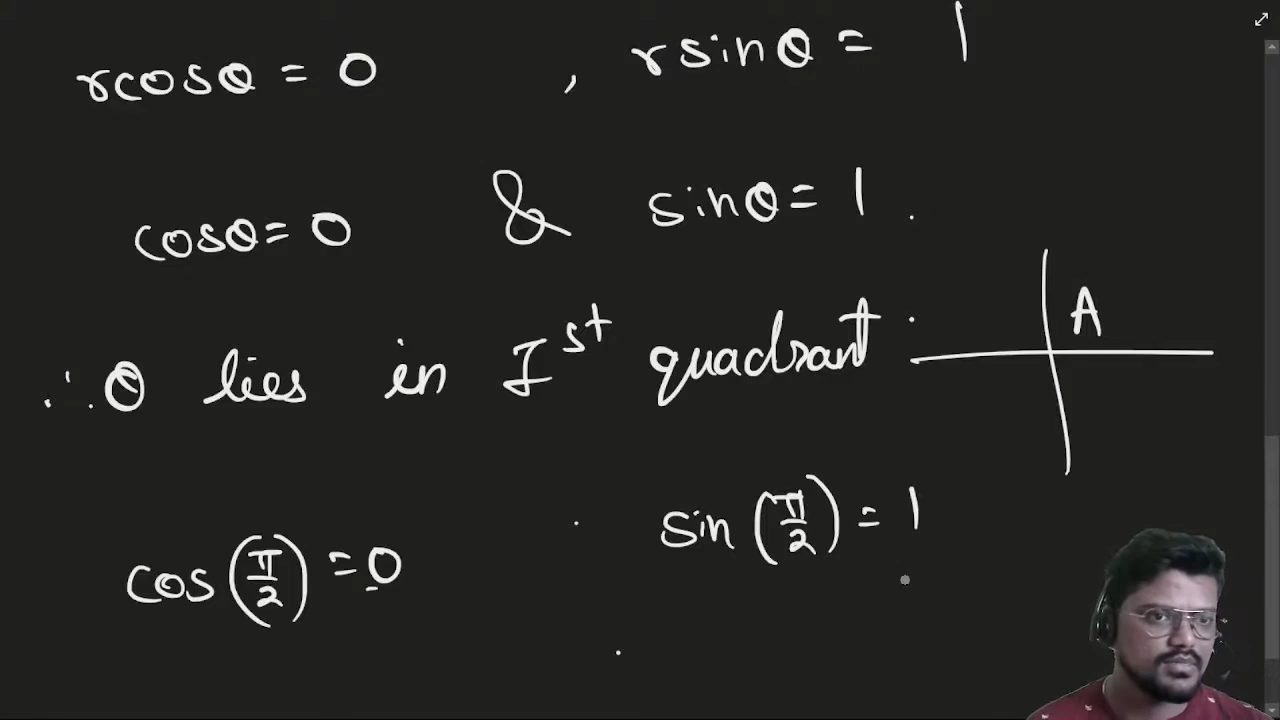 rcosθ = 0 , rsinθ = 1
cosθ = 0 & sinθ = 1 .
∴ θ lies in Iˢᵗ quadrant .
A
cos(π/2) = 0 sin(π/2) = 1